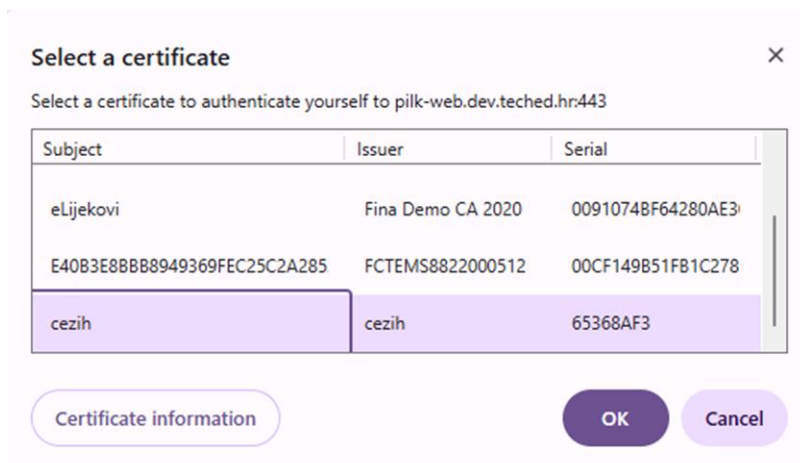 Select a certificate
Select a certificate to authenticate yourself to pilk-web.dev.teched.hr:443
Subject Issuer Serial
eLijekovi Fina Demo CA 2020 0091074BF64280AE3
E40B3E8BBB8949369FEC25C2A285 FCTEMS8822000512 00CF149B51FB1C278
cezih cezih 65368AF3
Certificate information OK Cancel